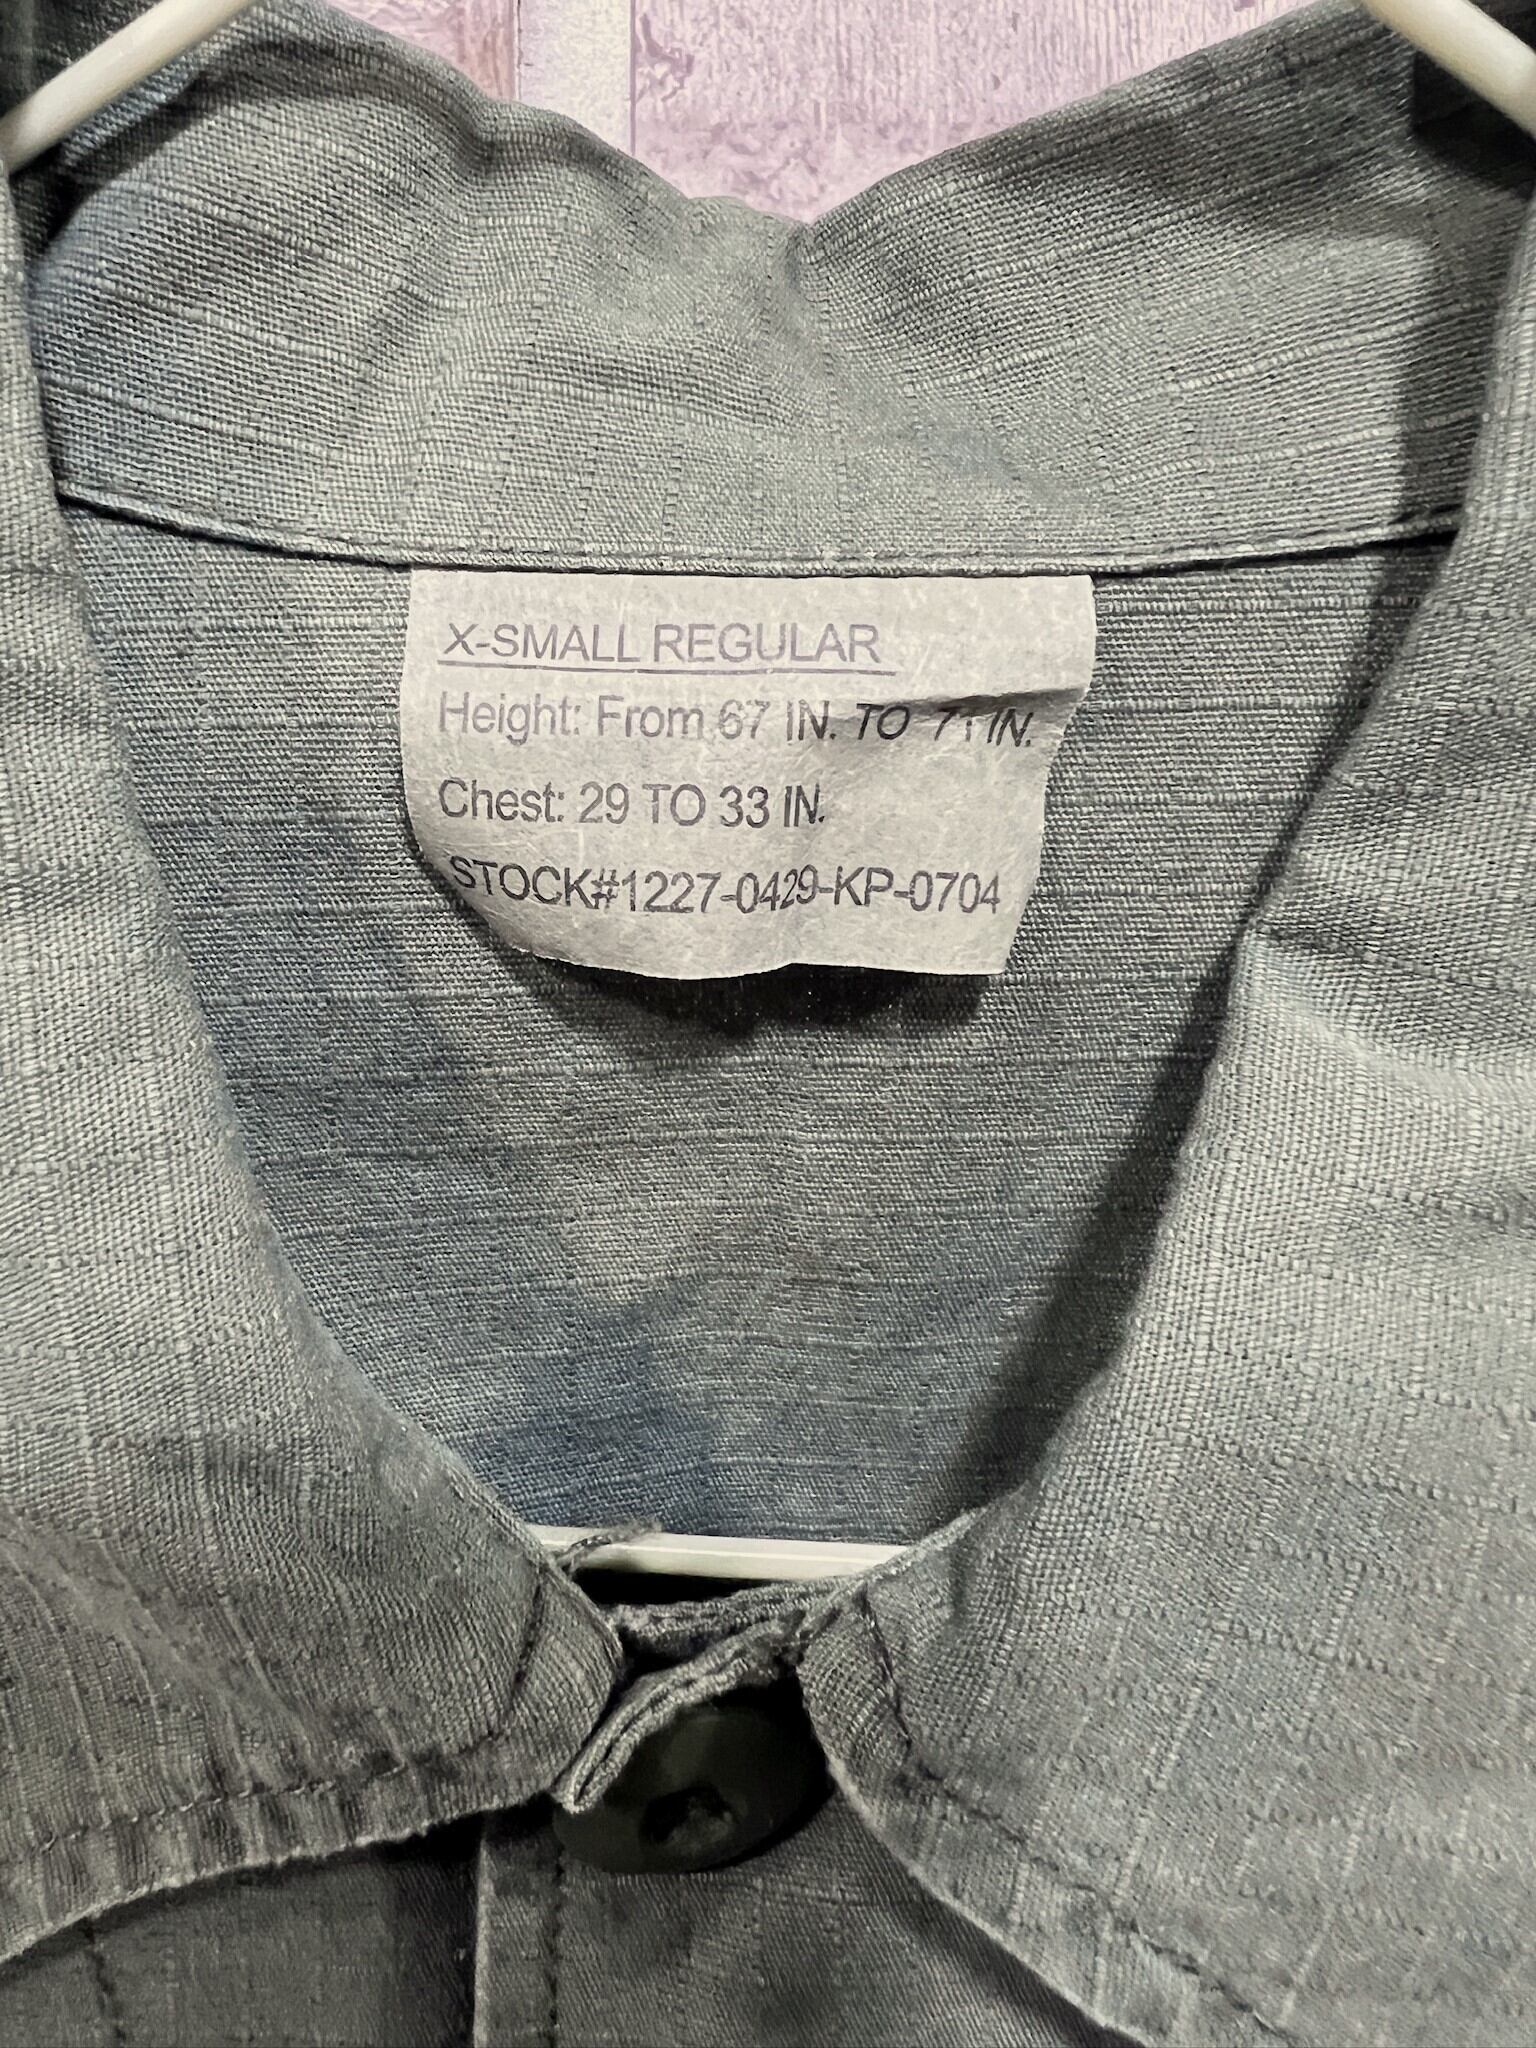 X-SMALL REGULAR
Height: From 67 IN. TO 71 IN.
Chest: 29 TO 33 IN.
STOCK#1227-0429-KP-0704